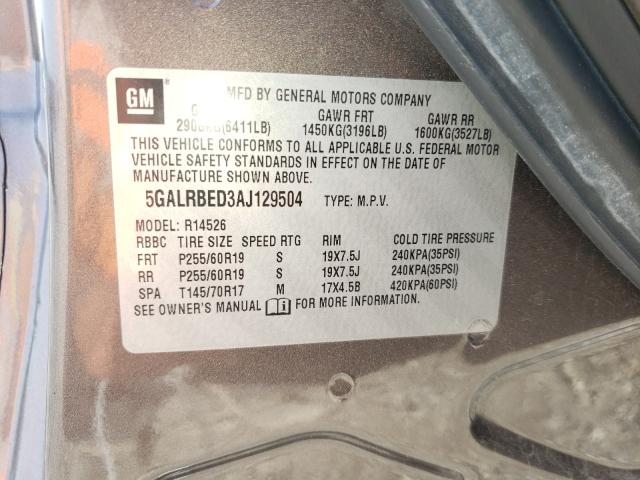 GM
MFD BY GENERAL MOTORS COMPANY
GAWR FRT GAWR RR
1450KG(3196LB) 1600KG(3527LB)
THIS VEHICLE CONFORMS TO ALL APPLICABLE U.S. FEDERAL MOTOR
VEHICLE SAFETY STANDARDS IN EFFECT ON THE DATE OF
MANUFACTURE SHOWN ABOVE.
5GALRBED3AJ129504 TYPE: M.P.V.
MODEL: R14526
RBBC TIRE SIZE SPEED RTG RIM COLD TIRE PRESSURE
FRT P255/60R19 S 19X7.5J 240KPA(35PSI)
RR P255/60R19 S 19X7.5J 240KPA(35PSI)
SPA T145/70R17 M 17X4.5B 420KPA(60PSI)
SEE OWNER'S MANUAL FOR MORE INFORMATION.